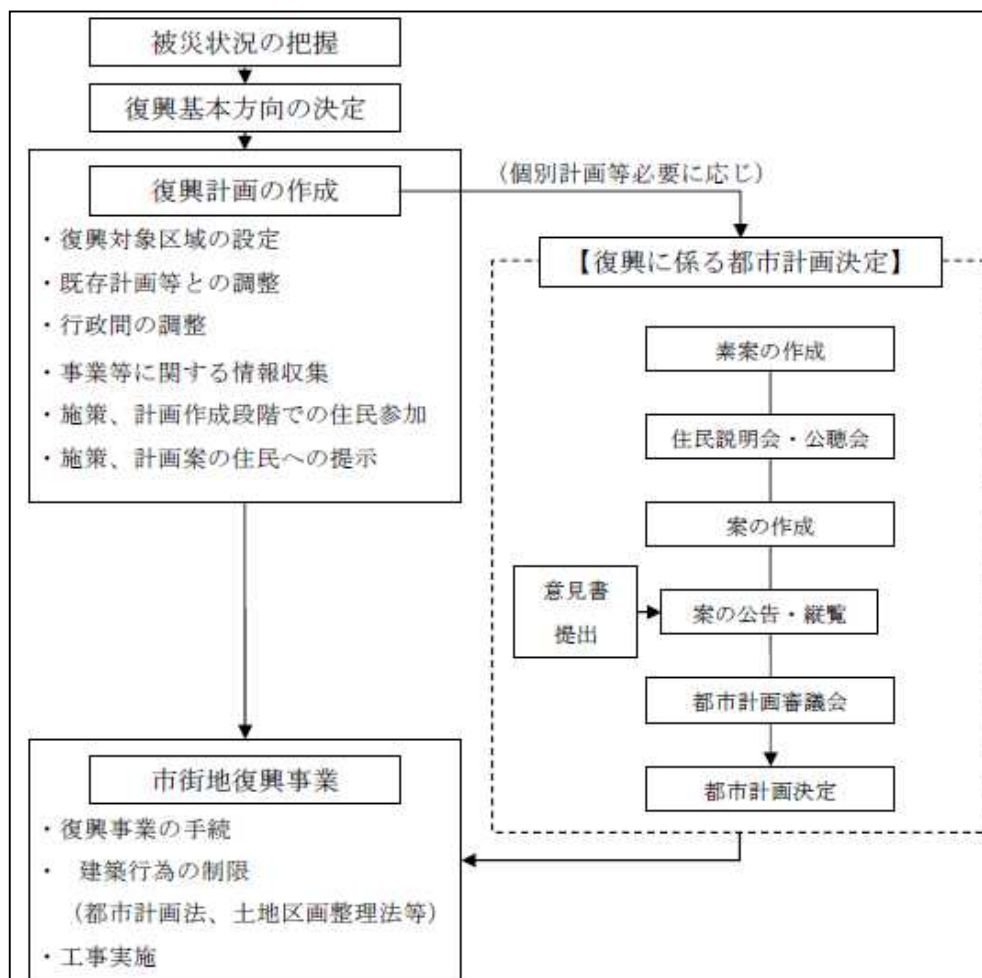 被災状況の把握
復興基本方向の決定
復興計画の作成
・復興対象区域の設定
・既存計画等との調整
・行政間の調整
・事業等に関する情報収集
・施策、計画作成段階での住民参加
・施策、計画案の住民への提示
(個別計画等必要に応じ)
【復興に係る都市計画決定】
素案の作成
住民説明会・公聴会
案の作成
意見書
提出
案の公告・縦覧
都市計画審議会
都市計画決定
市街地復興事業
・復興事業の手続
・ 建築行為の制限
(都市計画法、土地区画整理法等)
・工事実施